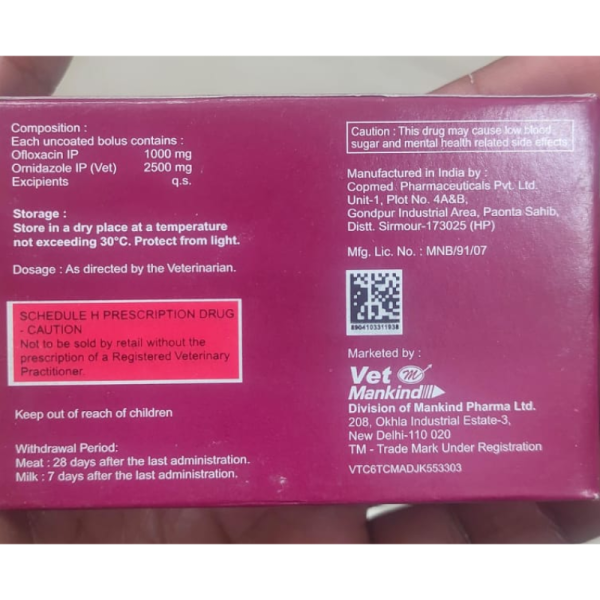 Composition :
Each uncoated bolus contains :
Ofloxacin IP 1000 mg
Ornidazole IP (Vet) 2500 mg
Excipients q.s.
Storage :
Store in a dry place at a temperature
not exceeding 30°C. Protect from light.
Dosage : As directed by the Veterinarian.
SCHEDULE H PRESCRIPTION DRUG
- CAUTION
Not to be sold by retail without the
prescription of a Registered Veterinary
Practitioner.
Keep out of reach of children
Withdrawal Period:
Meat : 28 days after the last administration.
Milk : 7 days after the last administration.
Caution : This drug may cause low blood
sugar and mental health related side effects
Manufactured in India by :
Copmed Pharmaceuticals Pvt. Ltd.
Unit-1, Plot No. 4A&B,
Gondpur Industrial Area, Paonta Sahib,
Distt. Sirmour-173025 (HP)
Mfg. Lic. No. : MNB/91/07
8904103311938
Marketed by :
Vet
Mankind
Division of Mankind Pharma Ltd.
208, Okhla Industrial Estate-3,
New Delhi-110 020
TM - Trade Mark Under Registration
VTC6TCMADJK553303